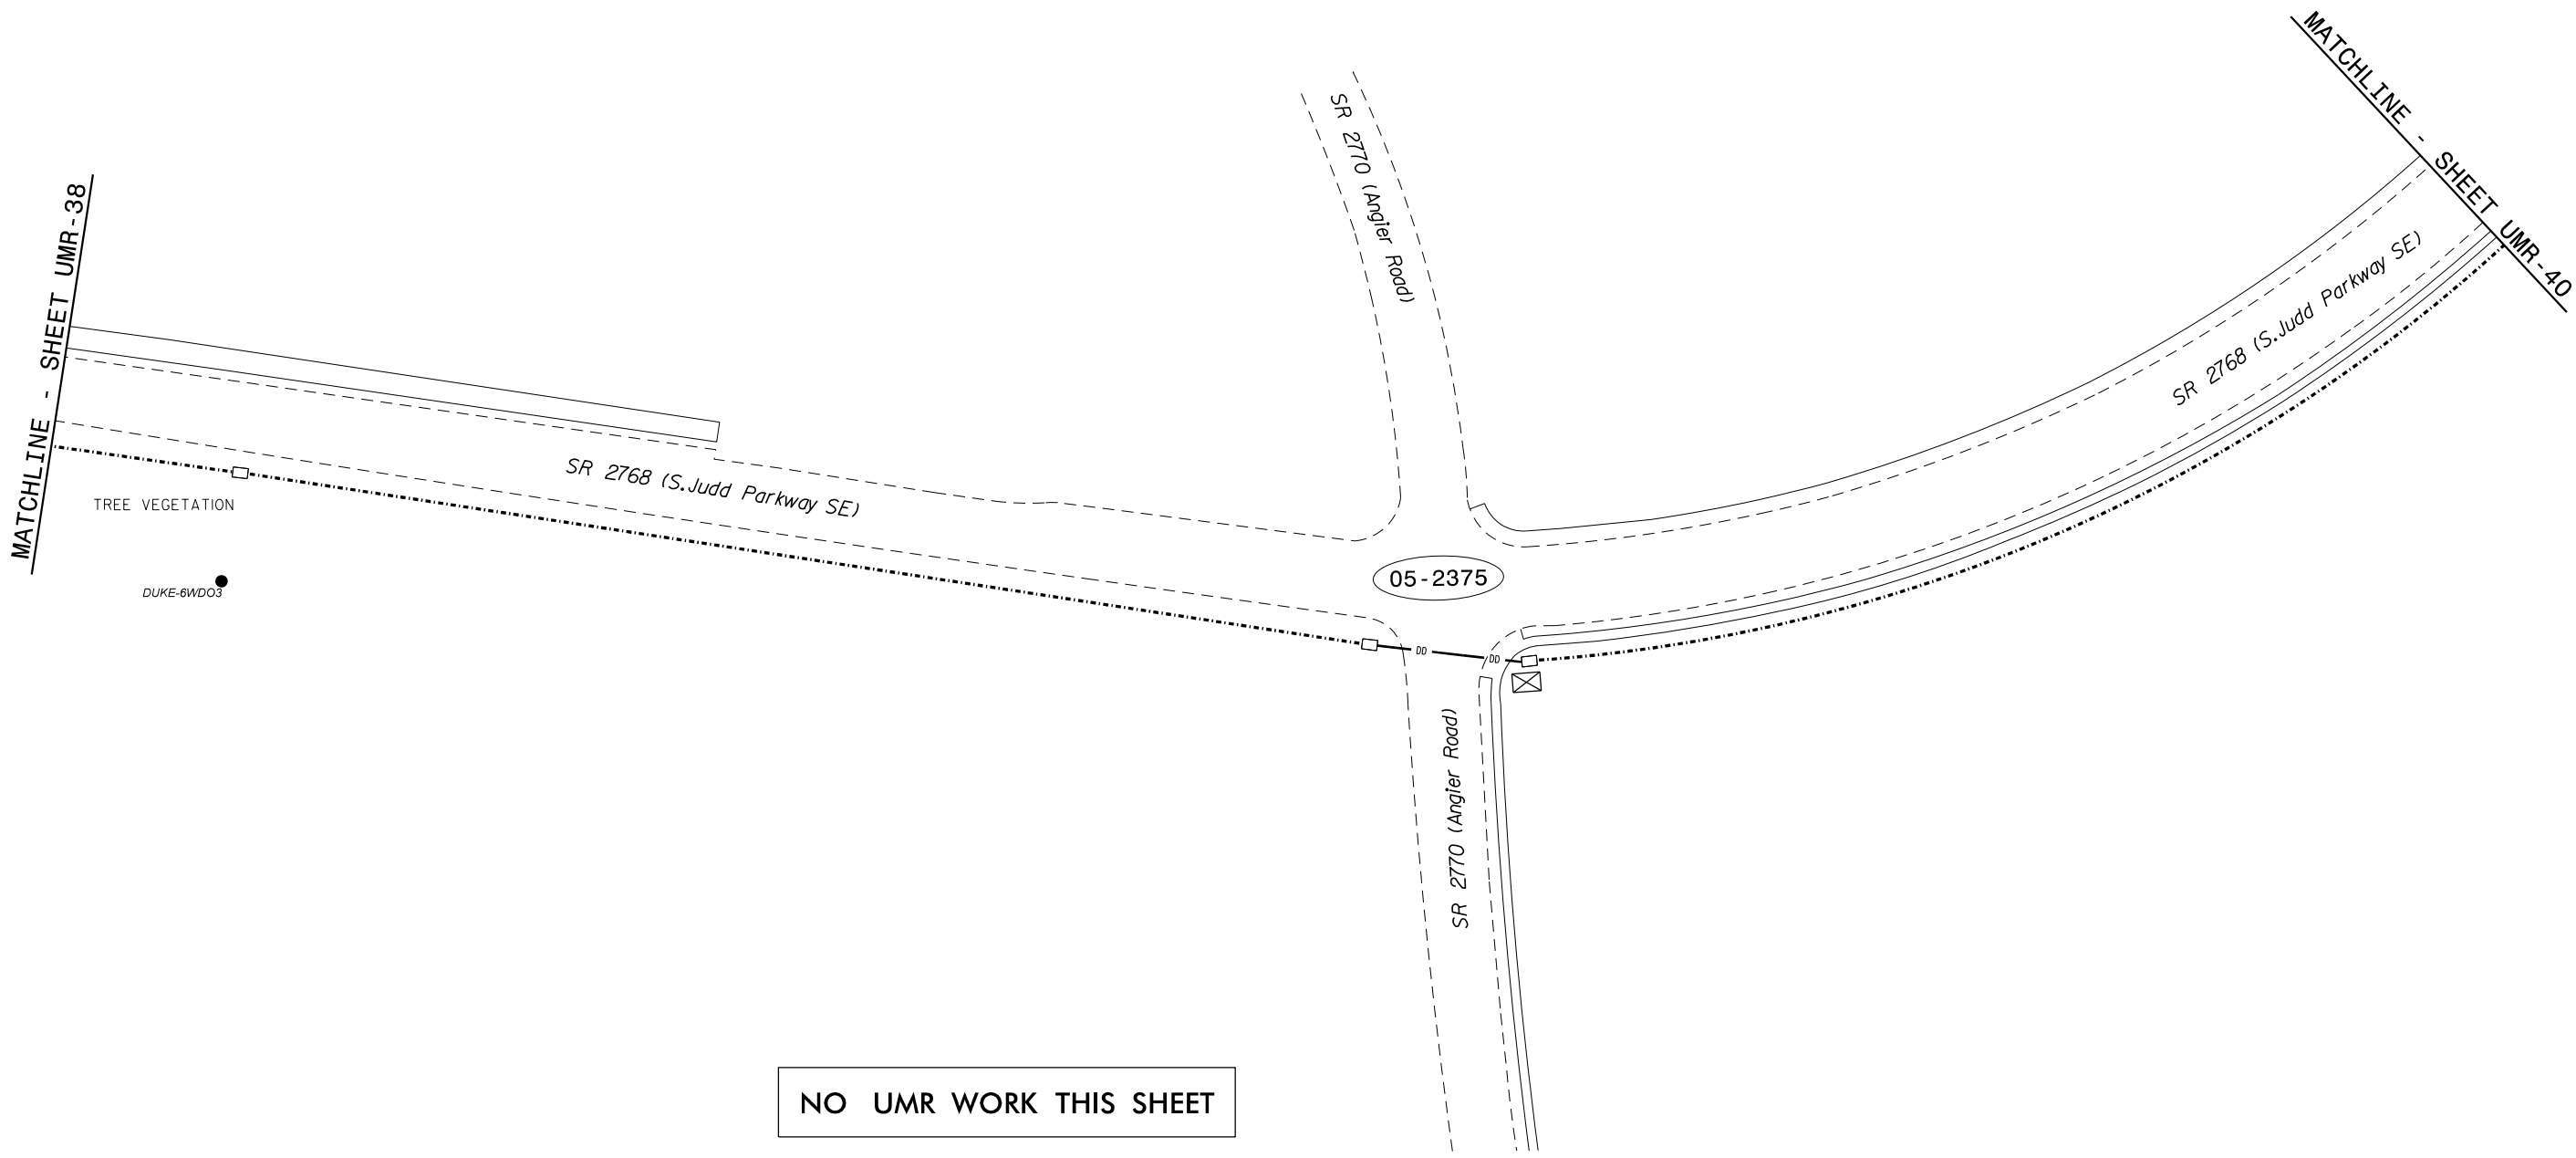 MATCHLINE - SHEET UMR-38
MATCHLINE - SHEET UMR-40
SR 2770 (Angier Road)
SR 2768 (S.Judd Parkway SE)
SR 2768 (S.Judd Parkway SE)
TREE VEGETATION
05-2375
DUKE-6WDO3
DD
DD
SR 2770 (Angier Road)
NO UMR WORK THIS SHEET